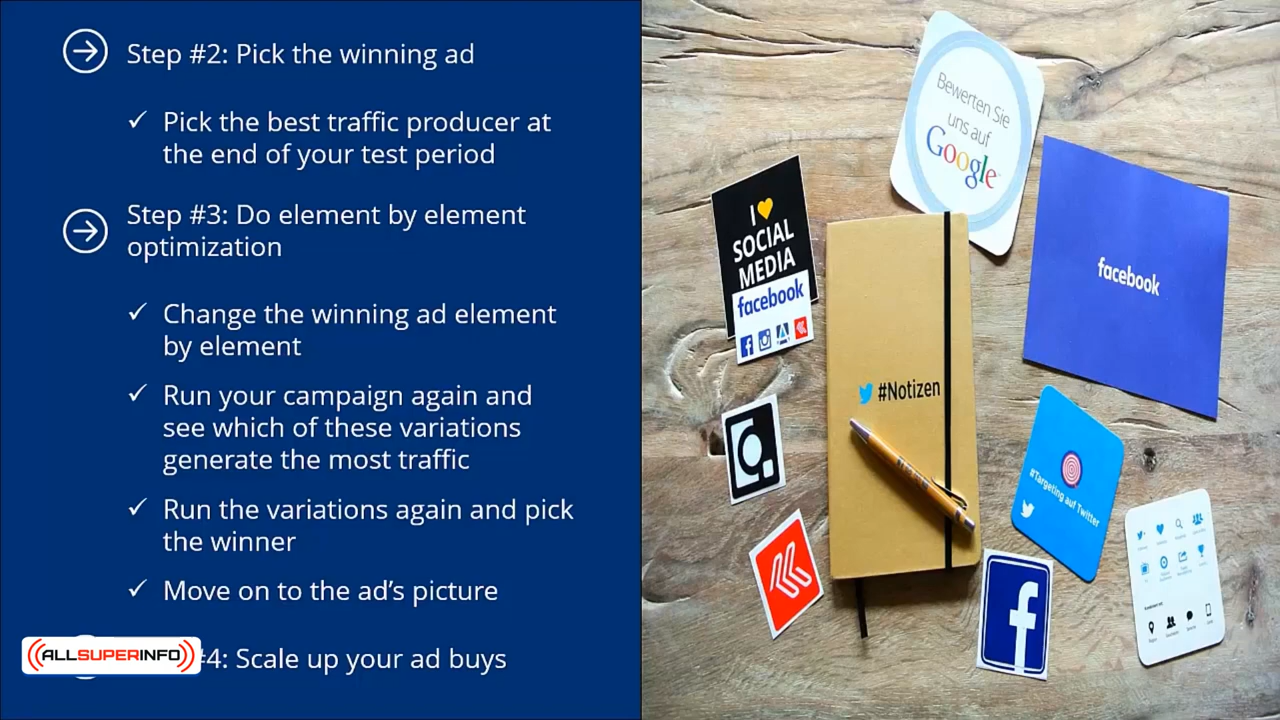 Step #2: Pick the winning ad
✓ Pick the best traffic producer at
the end of your test period
Step #3: Do element by element
optimization
✓ Change the winning ad element
by element
✓ Run your campaign again and
see which of these variations
generate the most traffic
✓ Run the variations again and pick
the winner
✓ Move on to the ad's picture
#4: Scale up your ad buys
ALLSUPERINFO
Bewerten Sie
uns auf
Google
I
SOCIAL
MEDIA
facebook
facebook
#Notizen
#Targeting auf Twitter